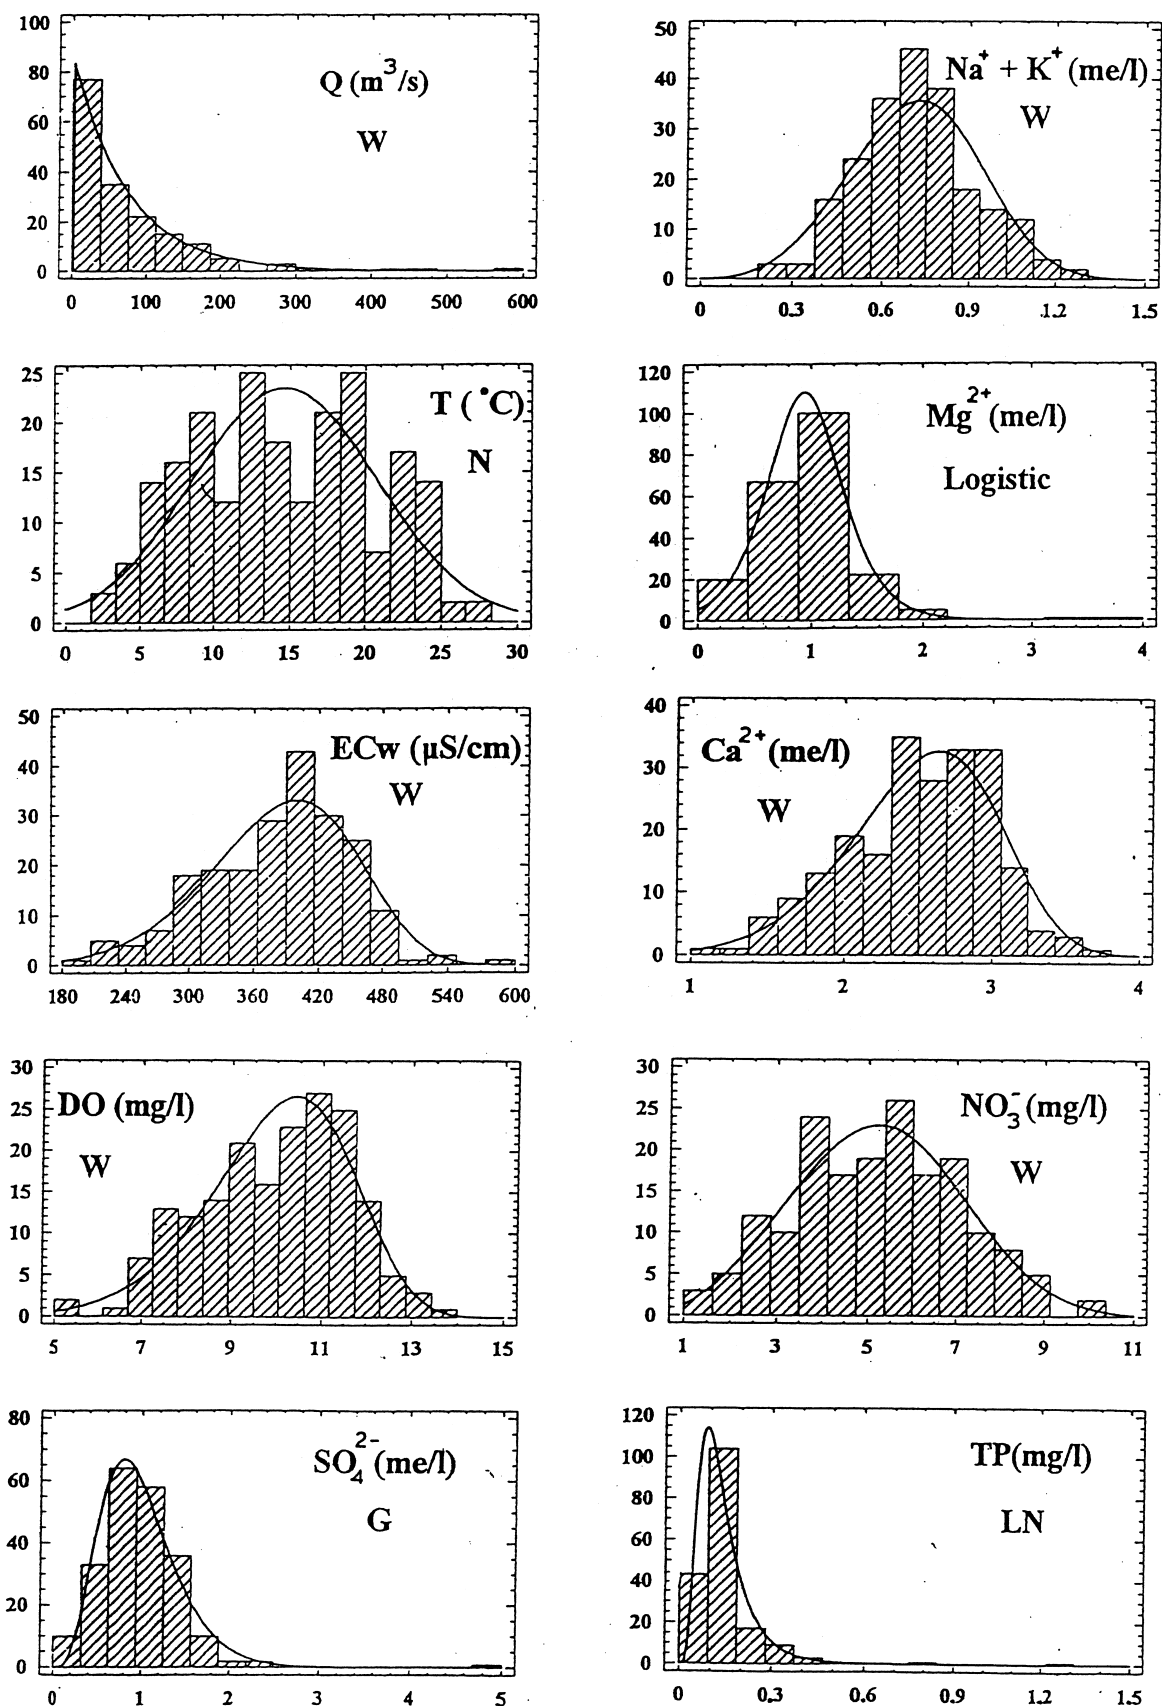 100
80
60
40
20
0
Q (m³/s)
W
0 100 200 300 400 500 600
50
40
30
20
10
0
Na⁺ + K⁺ (me/l)
W
0 0.3 0.6 0.9 1.2 1.5
25
20
15
10
5
0
T (°C)
N
0 5 10 15 20 25 30
120
100
80
60
40
20
0
Mg²⁺ (me/l)
Logistic
0 1 2 3 4
50
40
30
20
10
0
ECw (µS/cm)
W
180 240 300 360 420 480 540 600
40
30
20
10
0
Ca²⁺ (me/l)
W
1 2 3 4
30
25
20
15
10
5
0
DO (mg/l)
W
5 7 9 11 13 15
30
25
20
15
10
5
0
NO₃⁻ (mg/l)
W
1 3 5 7 9 11
80
60
40
20
0
SO₄²⁻ (me/l)
G
0 1 2 3 4 5
120
100
80
60
40
20
0
TP(mg/l)
LN
0 0.3 0.6 0.9 1.2 1.5